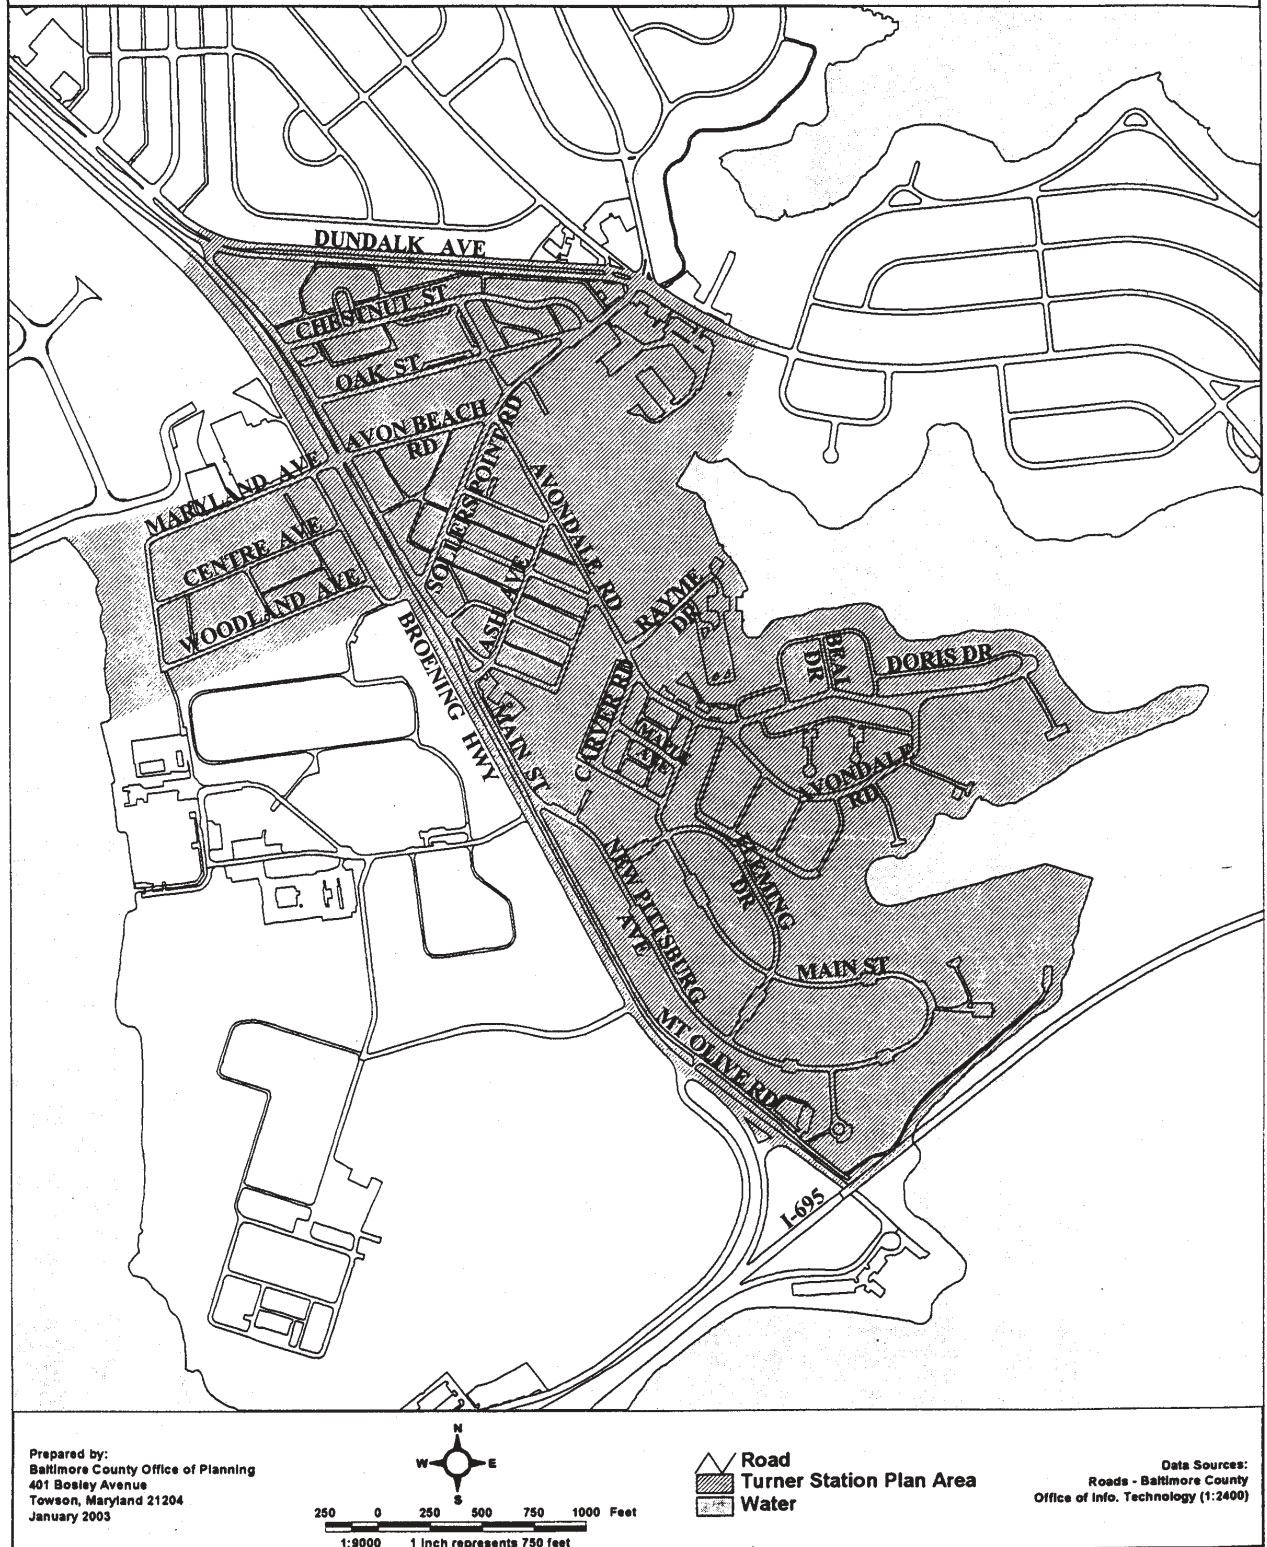 DUNDALK AVE
CHESTNUT ST
OAK ST
AVON BEACH
RD
SOLLERS POINT RD
MARYLAND AVE
CENTRE AVE
WOODLAND AVE
AVONDALE RD
ASH AVE
RAYME
DR
BEAL
DR
DORIS DR
BROENING HWY
MAIN ST
CARVER RD
MAPLE
AVE
AVONDALE
RD
NEW PITTSBURG
AVE
FLEMING
DR
MAIN ST
MT OLIVE RD
I-695
Prepared by:
Baltimore County Office of Planning
401 Bosley Avenue
Towson, Maryland 21204
January 2003
N
W E
S
250 0 250 500 750 1000 Feet
1:9000 1 inch represents 750 feet
Road
Turner Station Plan Area
Water
Data Sources:
Roads - Baltimore County
Office of Info. Technology (1:2400)